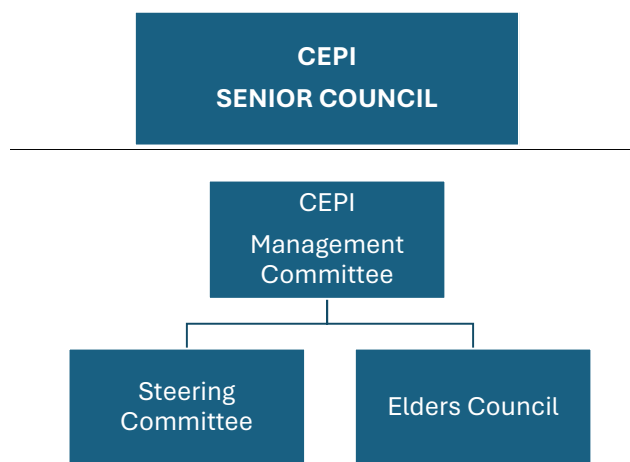 CEPI
SENIOR COUNCIL
CEPI
Management
Committee
Steering
Committee
Elders Council